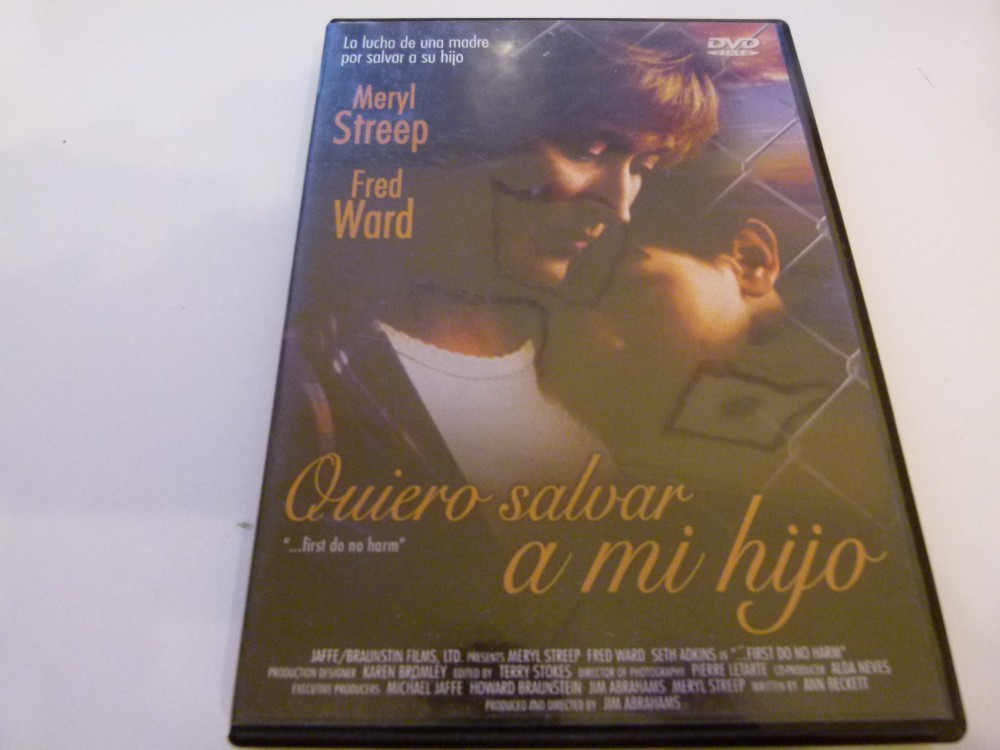 La lucha de una madre
por salvar a su hijo
DVD
VIDEO
Meryl
Streep
Fred
Ward
Quiero salvar
a mi hijo
"...first do no harm"
JAFFE/BRAUNSTIN FILMS, LTD. PRESENTS MERYL STREEP FRED WARD SETH ADKINS IN "...FIRST DO NO HARM"
PRODUCTION DESIGNER KAREN BROMLEY EDITED BY TERRY STOKES DIRECTOR OF PHOTOGRAPHY PIERRE LETARTE CO-PRODUCER ALDA NEVES
EXECUTIVE PRODUCERS MICHAEL JAFFE HOWARD BRAUNSTEIN JIM ABRAHAMS MERYL STREEP WRITTEN BY ANN BECKETT
PRODUCED AND DIRECTED BY JIM ABRAHAMS